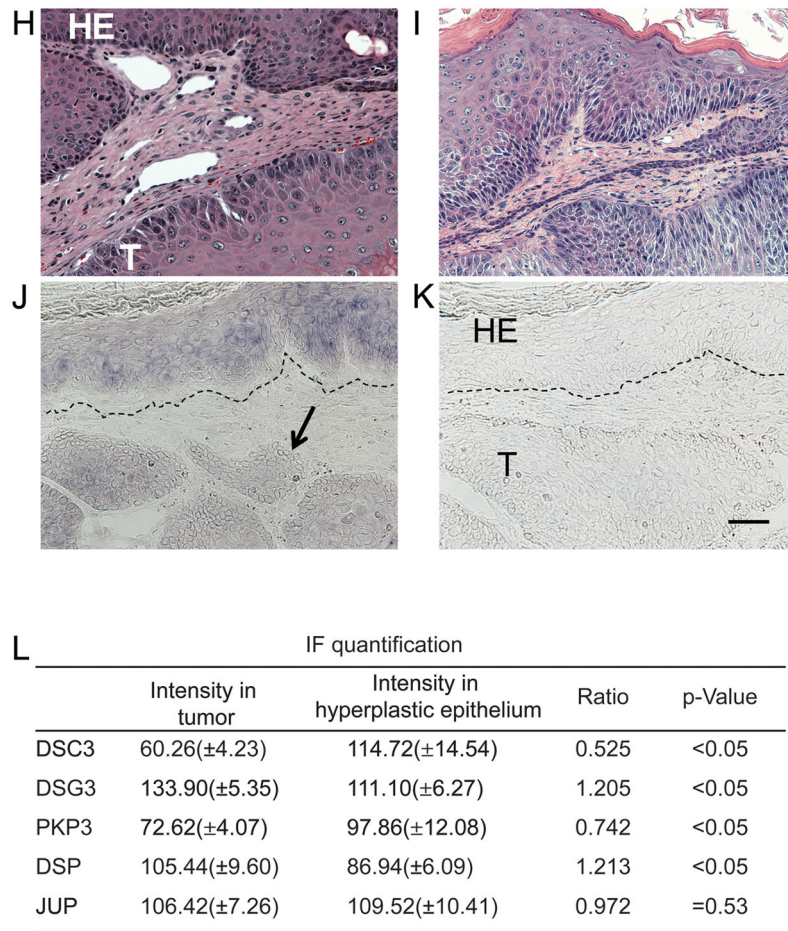 H
HE
T
I
J
K
HE
T
L
IF quantification
Intensity in tumor
Intensity in hyperplastic epithelium
Ratio
p-Value
DSC3 60.26(±4.23) 114.72(±14.54) 0.525 <0.05
DSG3 133.90(±5.35) 111.10(±6.27) 1.205 <0.05
PKP3 72.62(±4.07) 97.86(±12.08) 0.742 <0.05
DSP 105.44(±9.60) 86.94(±6.09) 1.213 <0.05
JUP 106.42(±7.26) 109.52(±10.41) 0.972 =0.53